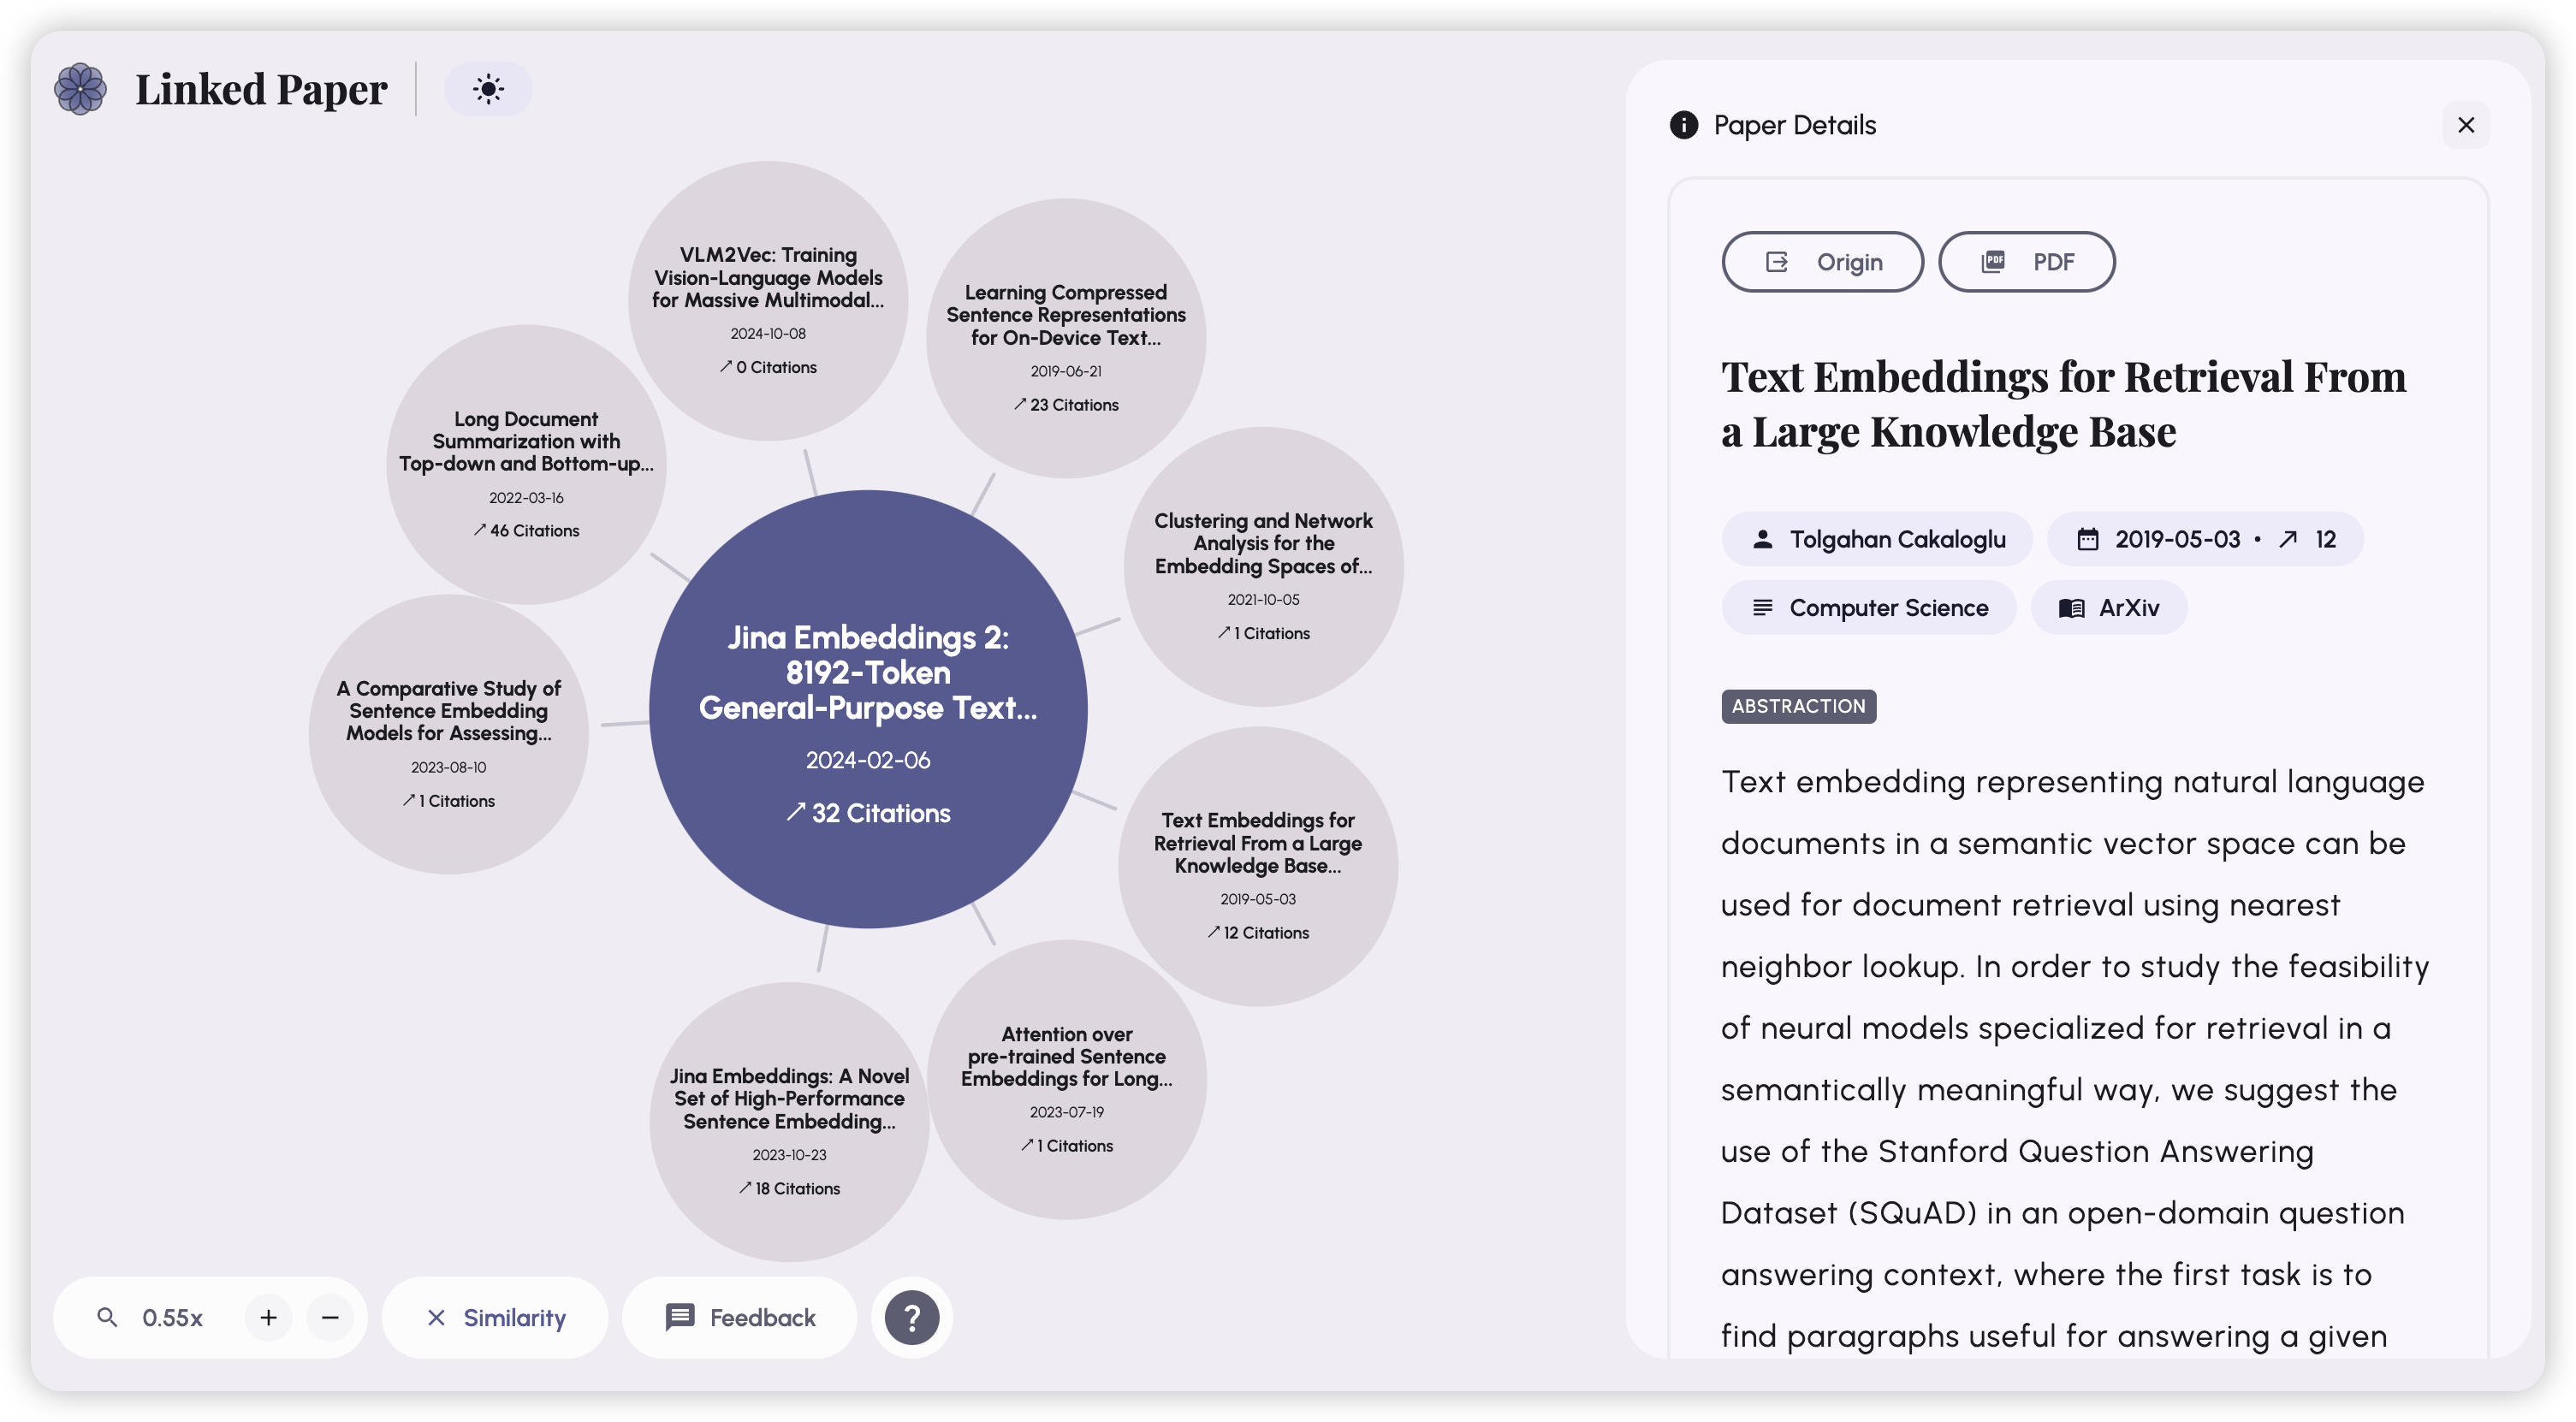 Linked Paper
VLM2Vec: Training
Vision-Language Models
for Massive Multimodal...
2024-10-08
↗ 0 Citations
Learning Compressed
Sentence Representations
for On-Device Text...
2019-06-21
↗ 23 Citations
Long Document
Summarization with
Top-down and Bottom-up...
2022-03-16
↗ 46 Citations
Clustering and Network
Analysis for the
Embedding Spaces of...
2021-10-05
↗ 1 Citations
Jina Embeddings 2:
8192-Token
General-Purpose Text...
2024-02-06
↗ 32 Citations
A Comparative Study of
Sentence Embedding
Models for Assessing...
2023-08-10
↗ 1 Citations
Text Embeddings for
Retrieval From a Large
Knowledge Base...
2019-05-03
↗ 12 Citations
Attention over
pre-trained Sentence
Embeddings for Long...
2023-07-19
↗ 1 Citations
Jina Embeddings: A Novel
Set of High-Performance
Sentence Embedding...
2023-10-23
↗ 18 Citations
0.55x + −
Similarity
Feedback
?
Paper Details
Origin
PDF
PDF
Text Embeddings for Retrieval From
a Large Knowledge Base
Tolgahan Cakaloglu
2019-05-03 • ↗ 12
Computer Science
ArXiv
ABSTRACTION
Text embedding representing natural language
documents in a semantic vector space can be
used for document retrieval using nearest
neighbor lookup. In order to study the feasibility
of neural models specialized for retrieval in a
semantically meaningful way, we suggest the
use of the Stanford Question Answering
Dataset (SQuAD) in an open-domain question
answering context, where the first task is to
find paragraphs useful for answering a given